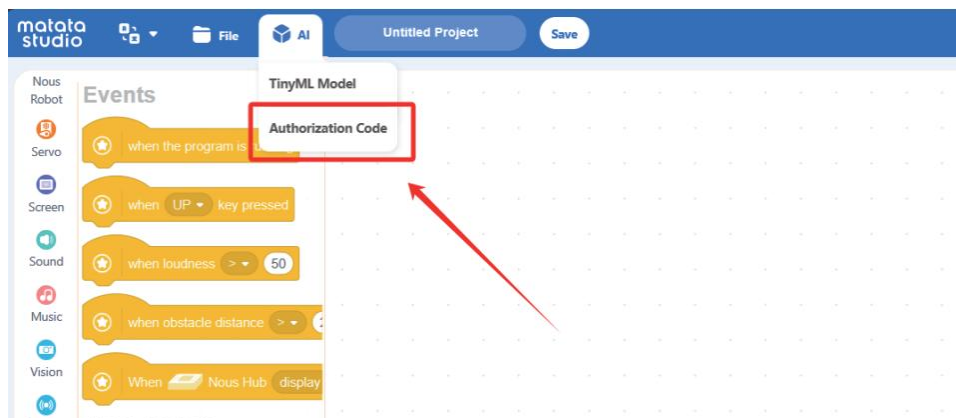 matata
studio
File
AI
Untitled Project
Save
TinyML Model
Authorization Code
Nous
Robot
Servo
Screen
Sound
Music
Vision
Events
when the program is
when UP key pressed
when loudness > 50
when obstacle distance >
When Nous Hub display